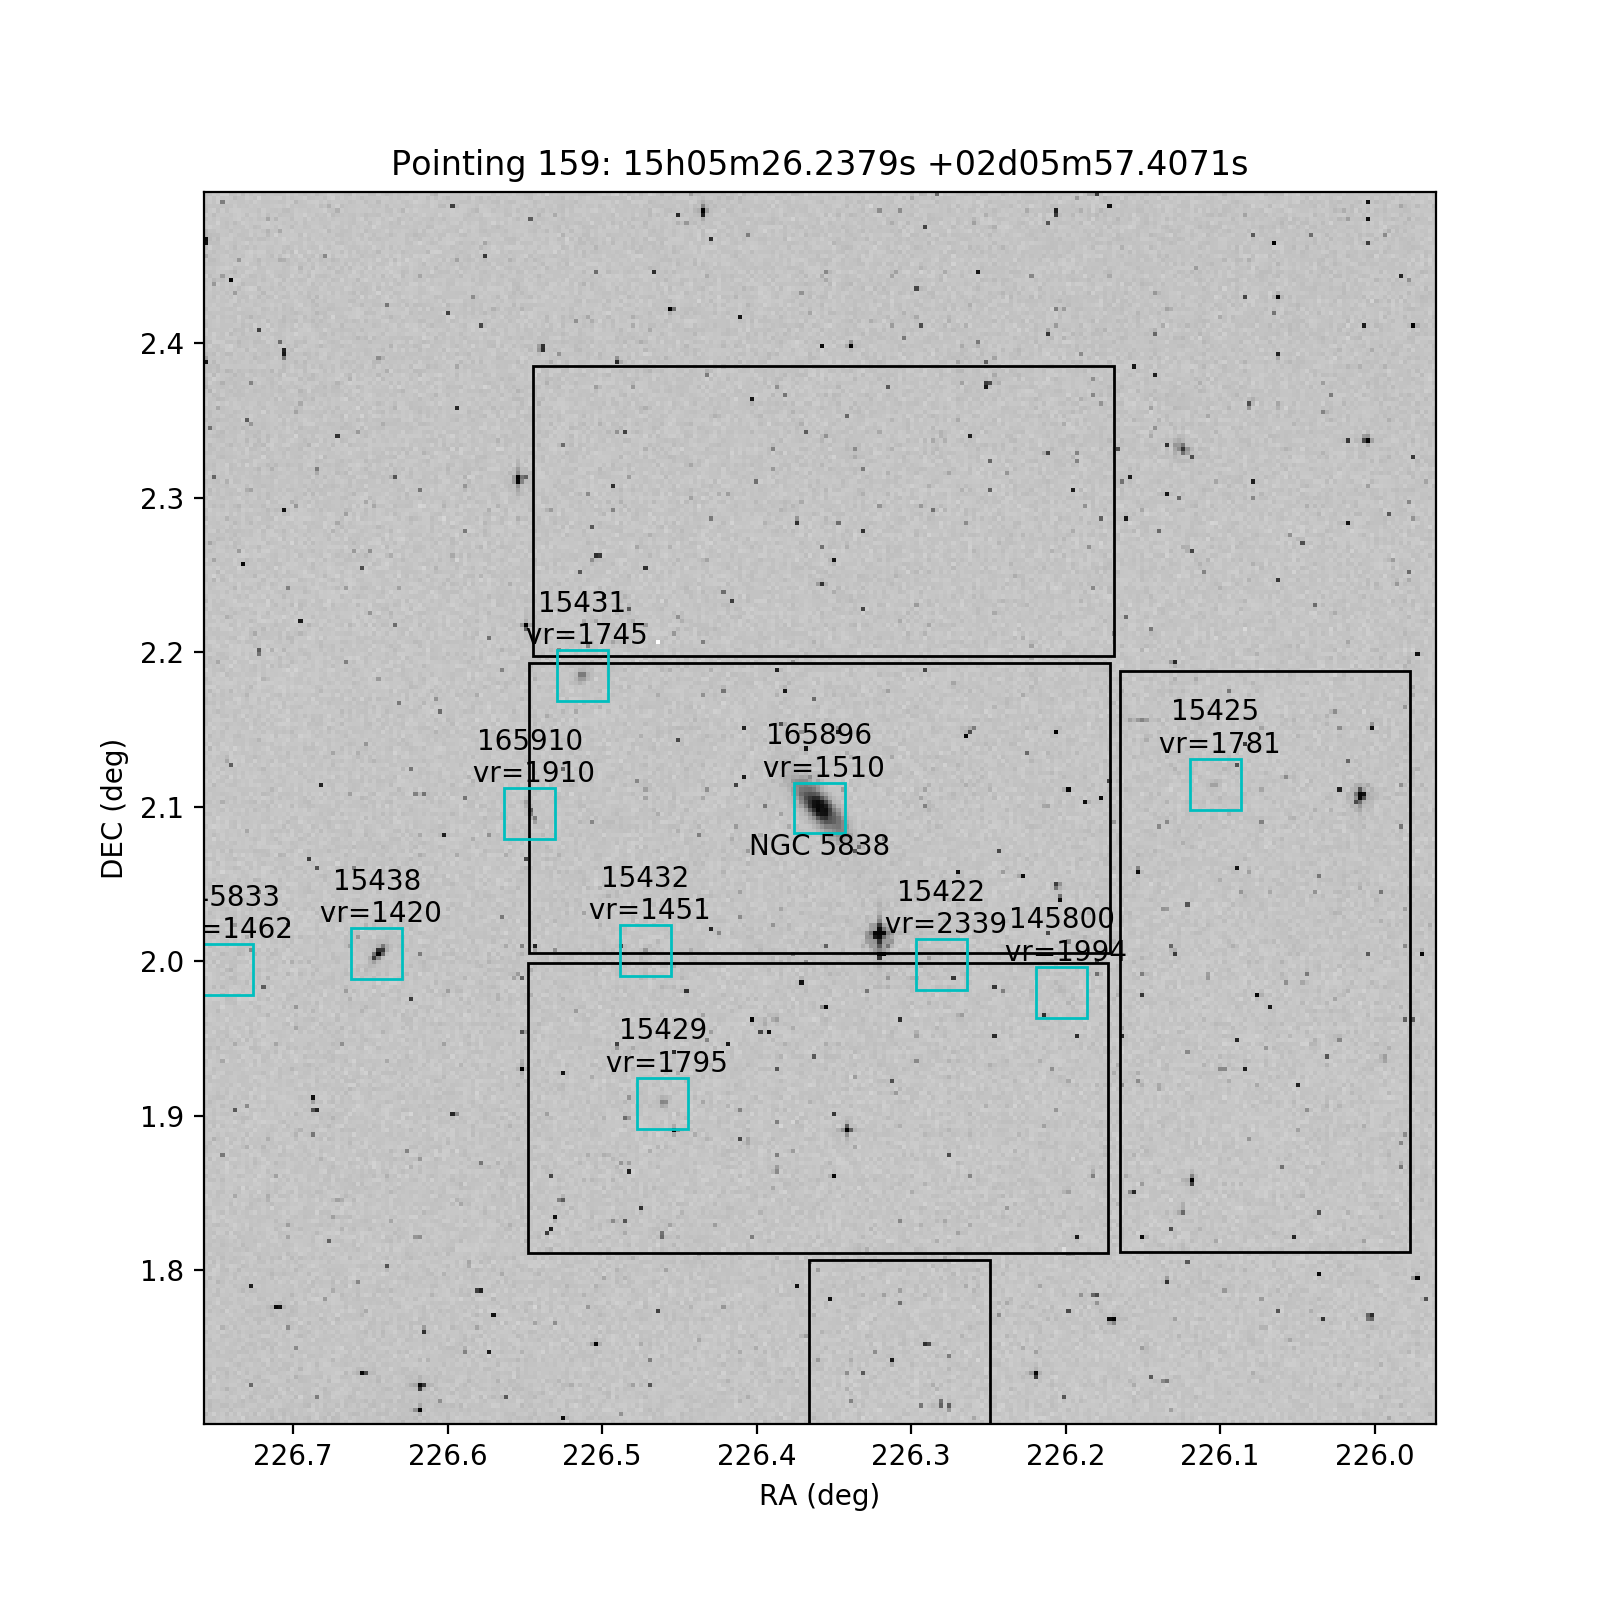 Pointing 159: 15h05m26.2379s +02d05m57.4071s
2.4
2.3
15431
vr=1745
2.2
15425
vr=1781
165910
vr=1910
165896
vr=1510
NGC 5838
2.1
DEC (deg)
15438
vr=1420
15432
vr=1451
15422
vr=2339
145800
vr=1994
5833
=1462
2.0
15429
vr=1795
1.9
1.8
226.7 226.6 226.5 226.4 226.3 226.2 226.1 226.0
RA (deg)